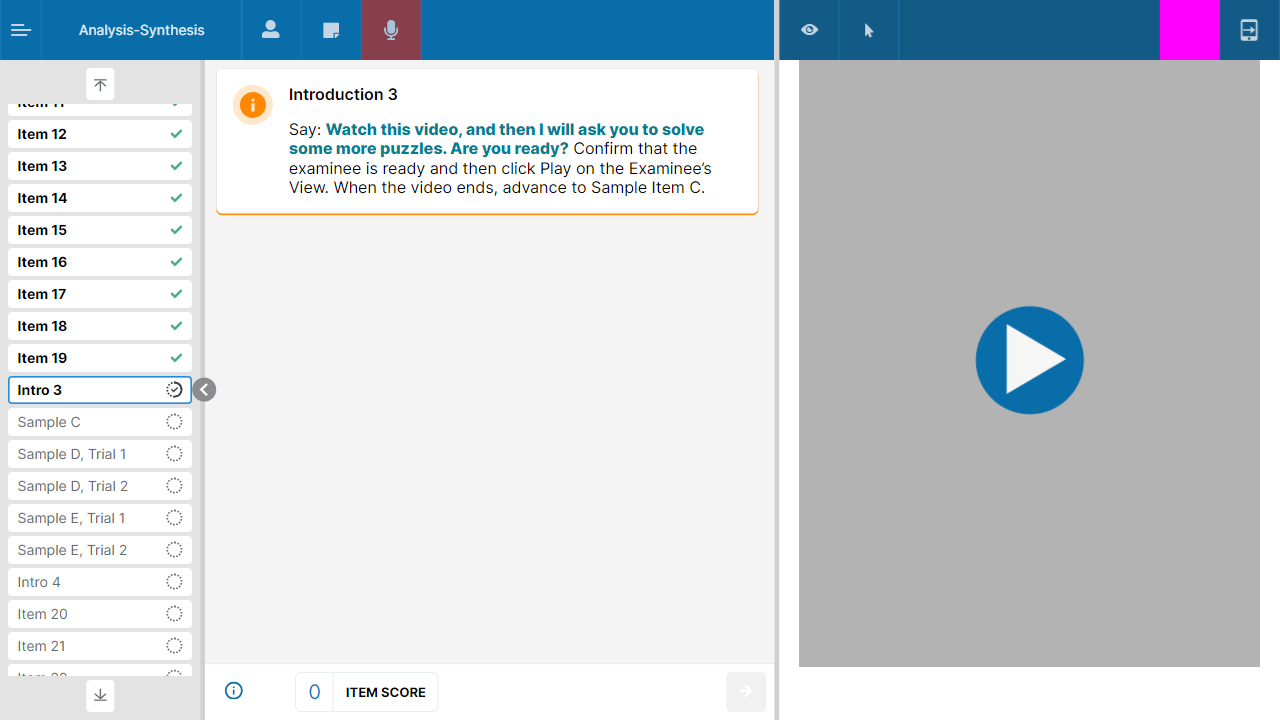 Analysis-Synthesis
Item 12
Item 13
Item 14
Item 15
Item 16
Item 17
Item 18
Item 19
Intro 3
Sample C
Sample D, Trial 1
Sample D, Trial 2
Sample E, Trial 1
Sample E, Trial 2
Intro 4
Item 20
Item 21
Introduction 3
Say: Watch this video, and then I will ask you to solve
some more puzzles. Are you ready? Confirm that the
examinee is ready and then click Play on the Examinee’s
View. When the video ends, advance to Sample Item C.
0 ITEM SCORE